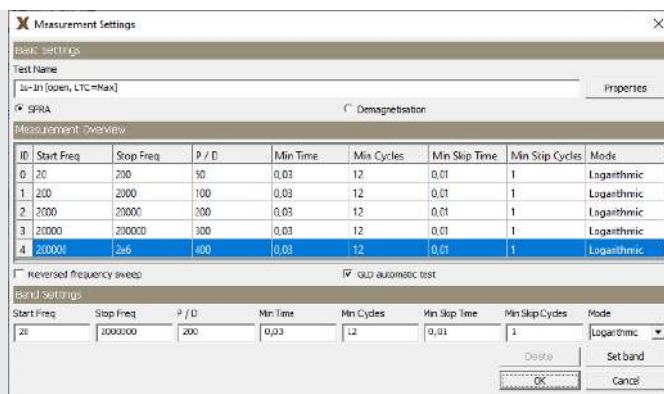 Measurement Settings
Basic Settings
Test Name
1u-1n [open, LTC=Max]
Properties
SFRA
Demagnetisation
Measurement Overview
ID Start Freq Stop Freq P / D Min Time Min Cycles Min Skip Time Min Skip Cycles Mode
0 20 200 50 0,03 12 0,01 1 Logarithmic
1 200 2000 100 0,03 12 0,01 1 Logarithmic
2 2000 20000 200 0,03 12 0,01 1 Logarithmic
3 20000 200000 300 0,03 12 0,01 1 Logarithmic
4 200000 2e6 400 0,03 12 0,01 1 Logarithmic
Reversed frequency sweep
GLD automatic test
Band Settings
Start Freq Stop Freq P / D Min Time Min Cycles Min Skip Time Min Skip Cycles Mode
20 2000000 200 0,03 12 0,01 1 Logarithmic
Delete Set band
OK Cancel